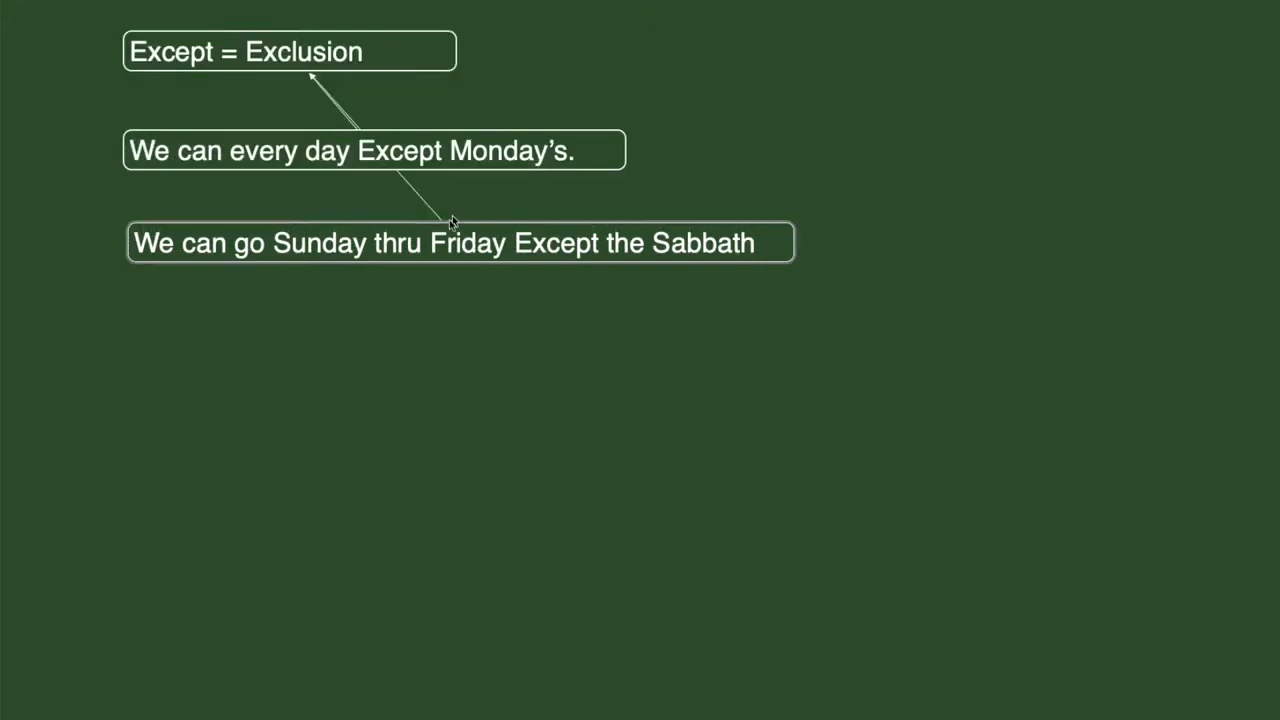 Except = Exclusion
We can every day Except Monday’s.
We can go Sunday thru Friday Except the Sabbath